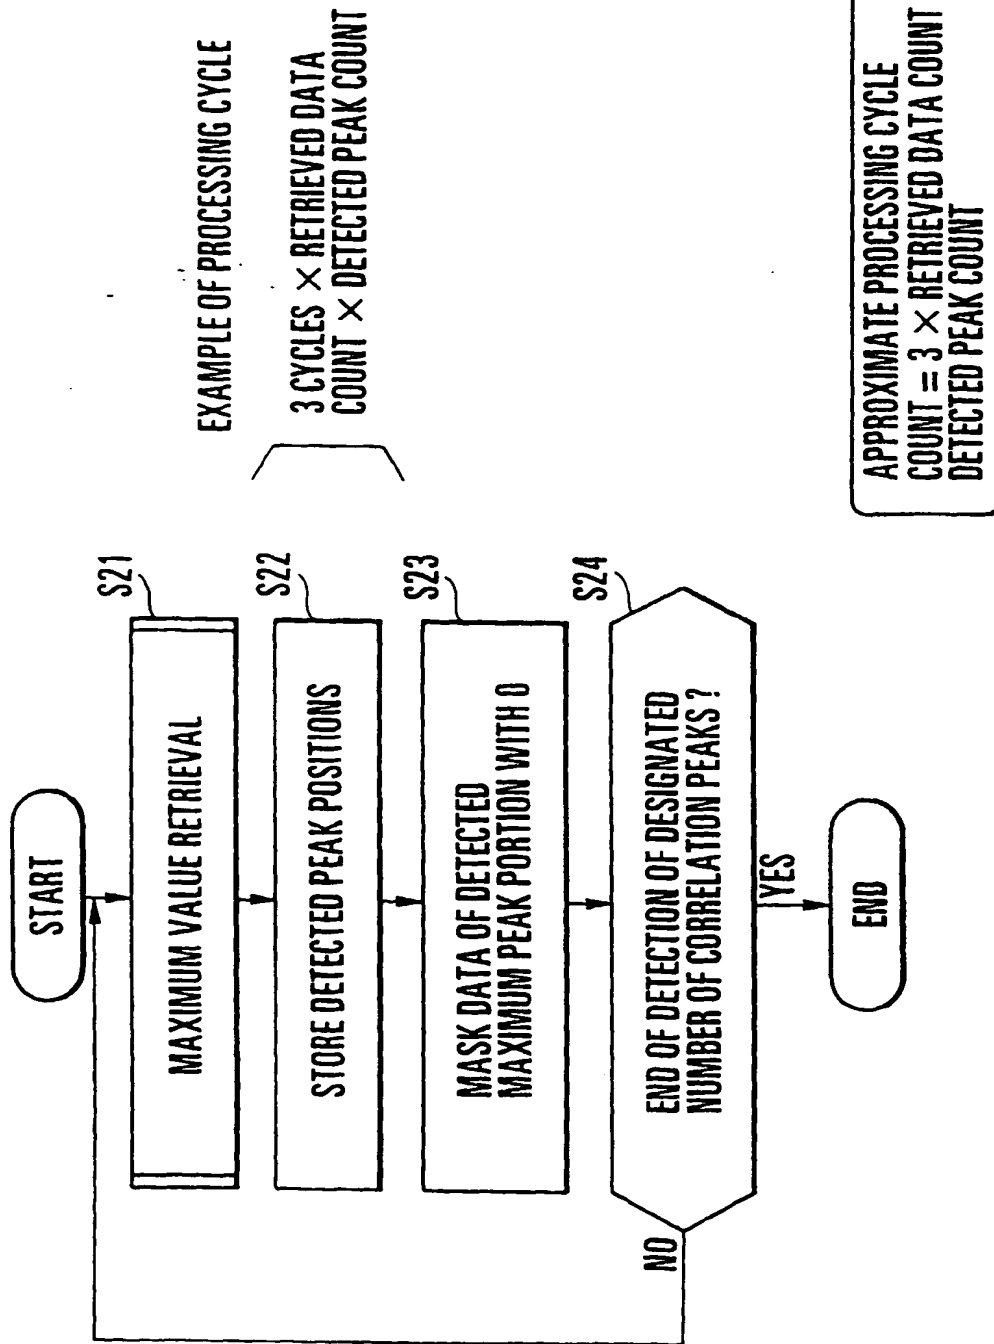 START
S21
MAXIMUM VALUE RETRIEVAL
S22
STORE DETECTED PEAK POSITIONS
S23
MASK DATA OF DETECTED
MAXIMUM PEAK PORTION WITH 0
S24
END OF DETECTION OF DESIGNATED
NUMBER OF CORRELATION PEAKS?
NO
YES
END
EXAMPLE OF PROCESSING CYCLE
3 CYCLES × RETRIEVED DATA
COUNT × DETECTED PEAK COUNT
APPROXIMATE PROCESSING CYCLE
COUNT = 3 × RETRIEVED DATA COUNT
DETECTED PEAK COUNT